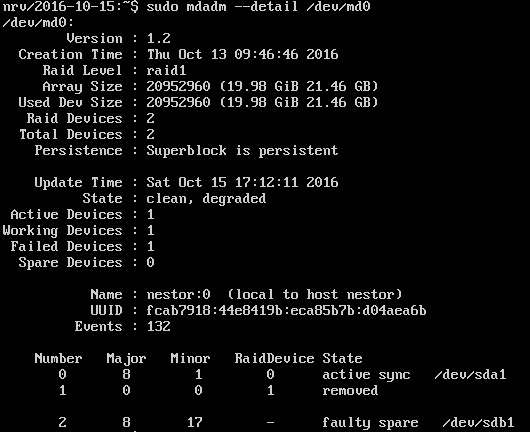 nrv/2016-10-15:~$ sudo mdadm --detail /dev/md0
/dev/md0:
Version : 1.2
Creation Time : Thu Oct 13 09:46:46 2016
Raid Level : raid1
Array Size : 20952960 (19.98 GiB 21.46 GB)
Used Dev Size : 20952960 (19.98 GiB 21.46 GB)
Raid Devices : 2
Total Devices : 2
Persistence : Superblock is persistent
Update Time : Sat Oct 15 17:12:11 2016
State : clean, degraded
Active Devices : 1
Working Devices : 1
Failed Devices : 1
Spare Devices : 0
Name : nestor:0 (local to host nestor)
UUID : fcab7918:44e8419b:eca85b7b:d04aea6b
Events : 132
Number Major Minor RaidDevice State
0 8 1 0 active sync /dev/sda1
1 0 0 1 removed
2 8 17 - faulty spare /dev/sdb1